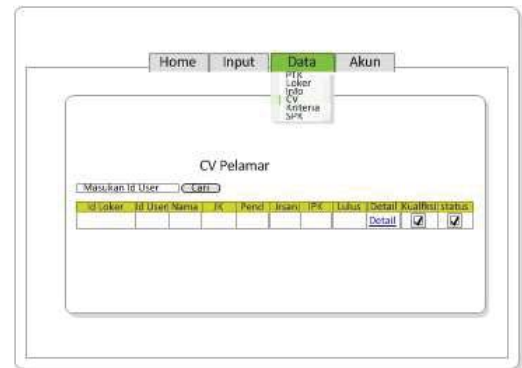 Home Input Data Akun
PTK
Loker
Info
CV
Kriteria
SPK
CV Pelamar
Masukan Id User Cari
Id Loker Id User Nama JK Pend Jrsan IPK Lulus Detail Kualfksi status
Detail